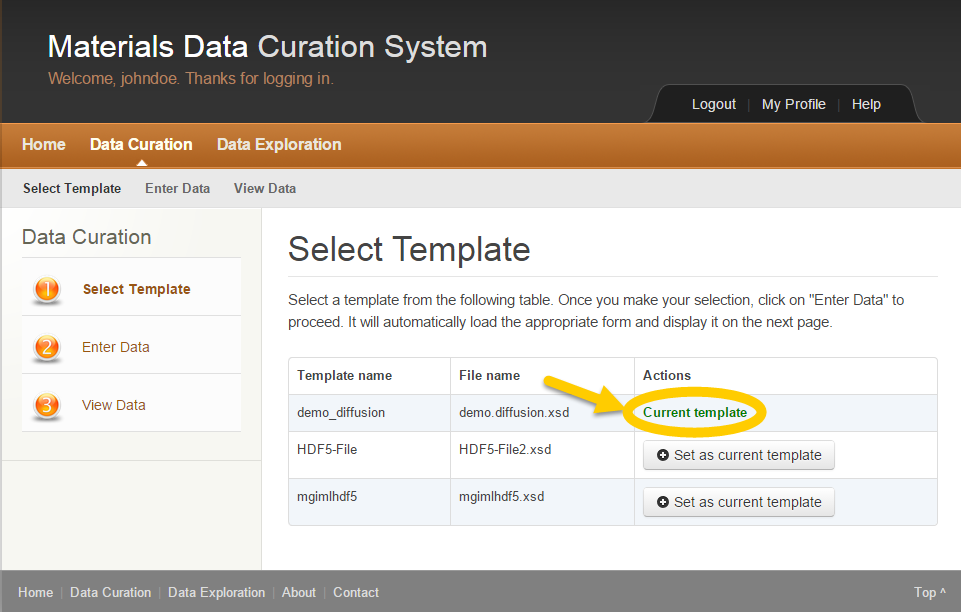 Materials Data Curation System
Welcome, johndoe. Thanks for logging in.
Logout | My Profile | Help
Home Data Curation Data Exploration
Select Template Enter Data View Data
Data Curation
1 Select Template
2 Enter Data
3 View Data
Select Template
Select a template from the following table. Once you make your selection, click on "Enter Data" to
proceed. It will automatically load the appropriate form and display it on the next page.
Template name File name Actions
demo_diffusion demo.diffusion.xsd Current template
HDF5-File HDF5-File2.xsd Set as current template
mgimlhdf5 mgimlhdf5.xsd Set as current template
Home | Data Curation | Data Exploration | About | Contact Top ^